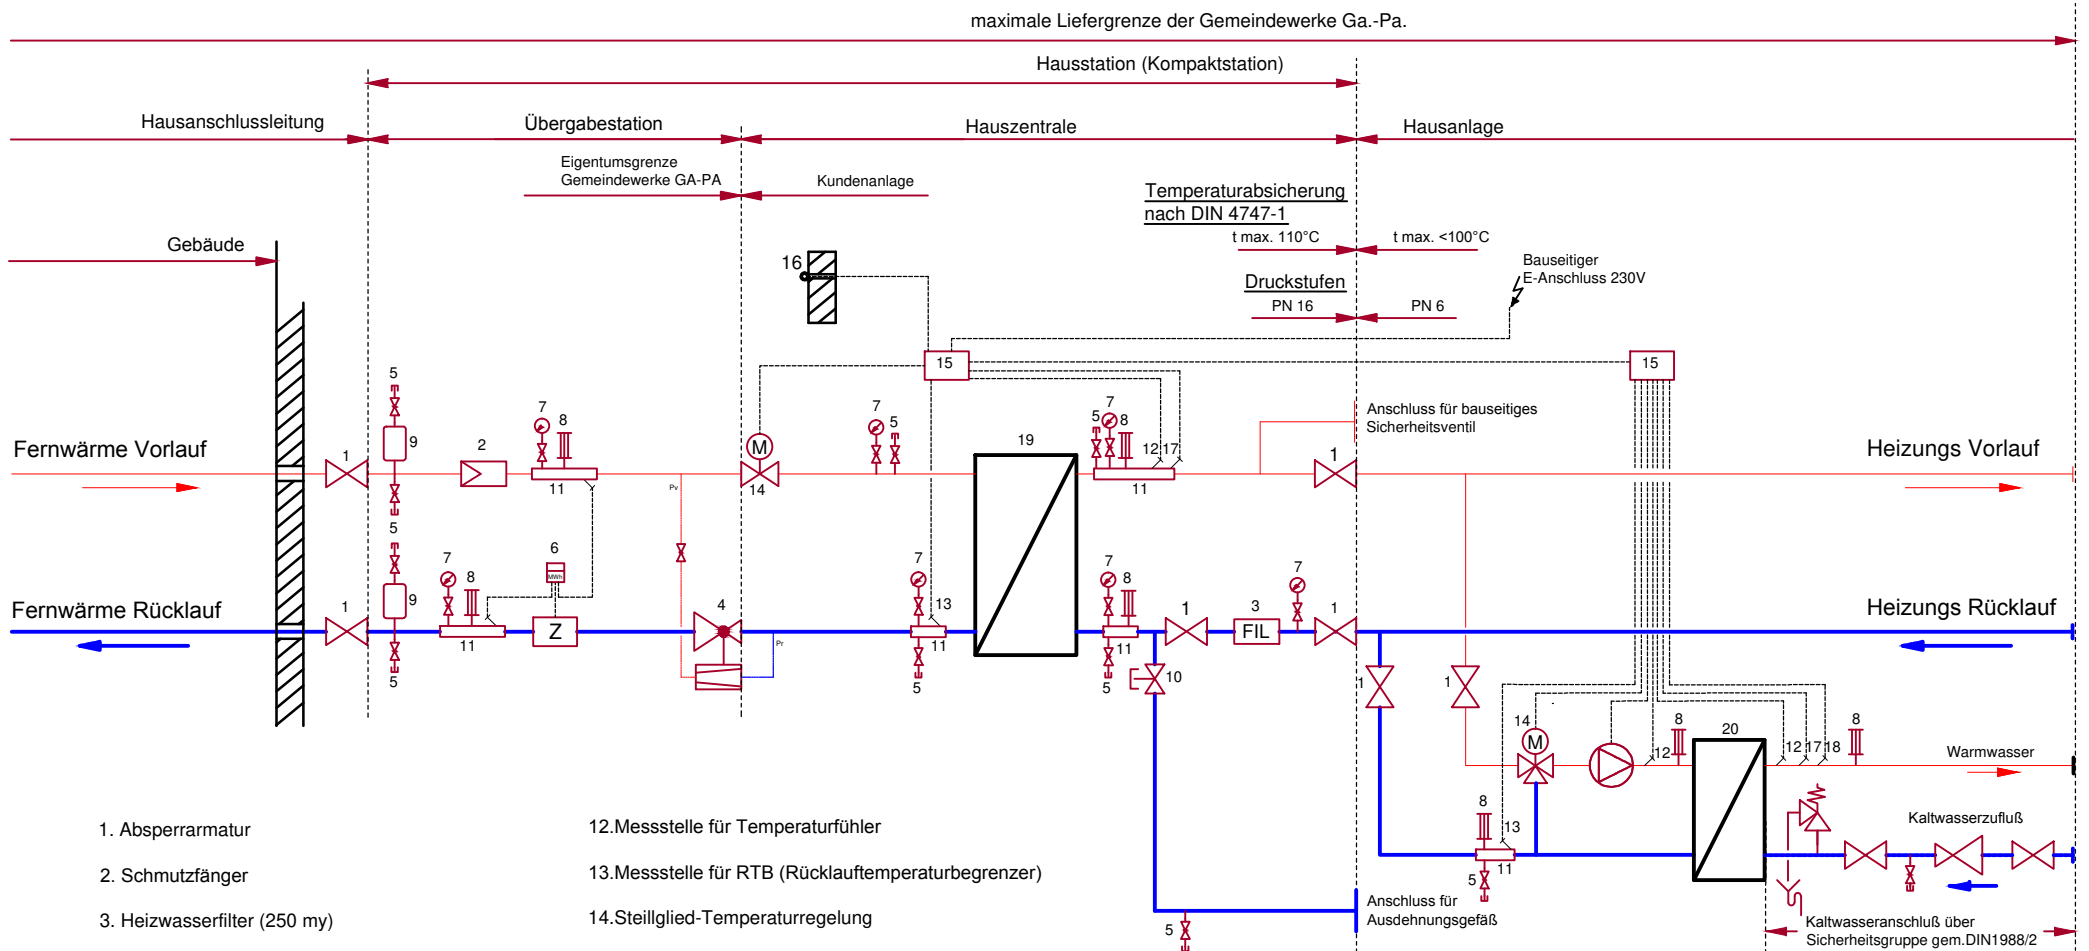 maximale Liefergrenze der Gemeindewerke Ga.-Pa.
Hausstation (Kompaktstation)
Hausanschlussleitung
Übergabestation
Hauszentrale
Hausanlage
Eigentumsgrenze
Gemeindewerke GA-PA
Kundenanlage
Temperaturabsicherung
nach DIN 4747-1
t max. 110°C
t max. <100°C
Gebäude
Bauseitiger
E-Anschluss 230V
Druckstufen
PN 16
PN 6
16
15
15
5
7
8
7
5
5
7
8
Anschluss für bauseitiges
Sicherheitsventil
Fernwärme Vorlauf
1
9
2
M
19
12
17
1
Heizungs Vorlauf
11
Pv
14
11
5
6
7
8
MWh
7
13
7
8
7
Fernwärme Rücklauf
1
9
4
1
3
1
Heizungs Rücklauf
Z
FIL
11
Pr
11
11
5
5
5
10
1
1
14
M
12
8
20
12
17
18
8
Warmwasser
8
13
Kaltwasserzufluß
11
5
1. Absperrarmatur
12.Messstelle für Temperaturfühler
2. Schmutzfänger
13.Messstelle für RTB (Rücklauftemperaturbegrenzer)
3. Heizwasserfilter (250 my)
14.Steillglied-Temperaturregelung
Anschluss für
Ausdehnungsgefäß
5
Kaltwasseranschluß über
Sicherheitsgruppe gem.DIN1988/2